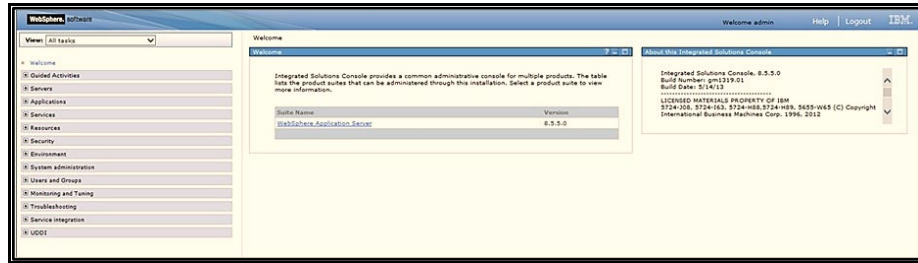 WebSphere. software
Welcome admin
Help | Logout
IBM.
View: All tasks
Welcome
Guided Activities
Servers
Applications
Services
Resources
Security
Environment
System administration
Users and Groups
Monitoring and Tuning
Troubleshooting
Service integration
UDDI
Welcome
Welcome
Integrated Solutions Console provides a common administrative console for multiple products. The table
lists the product suites that can be administered through this installation. Select a product suite to view
more information.
Suite Name Version
WebSphere Application Server 8.5.5.0
About this Integrated Solutions Console
Integrated Solutions Console, 8.5.5.0
Build Number: gm1319.01
Build Date: 5/14/13
----------------------------------
LICENSED MATERIALS PROPERTY OF IBM
5724-J08, 5724-I63, 5724-H88,5724-H89, 5655-W65 (C) Copyright
International Business Machines Corp. 1996, 2012